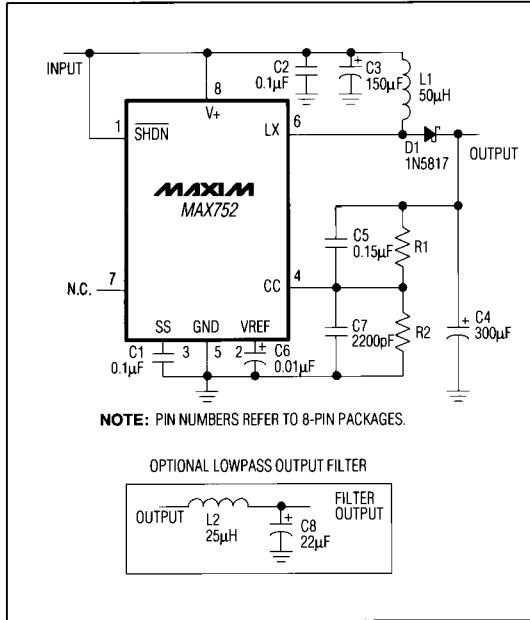 INPUT
C2
0.1µF
C3
150µF
L1
50µH
8
V+
1
SHDN
LX
6
D1
1N5817
OUTPUT
MAXIM
MAX752
C5
0.15µF
R1
N.C.
7
CC
4
C7
2200pF
R2
C4
300µF
SS
GND
VREF
C1
0.1µF
3
5
2
C6
0.01µF
NOTE: PIN NUMBERS REFER TO 8-PIN PACKAGES.
OPTIONAL LOWPASS OUTPUT FILTER
OUTPUT
L2
25µH
FILTER
OUTPUT
C8
22µF